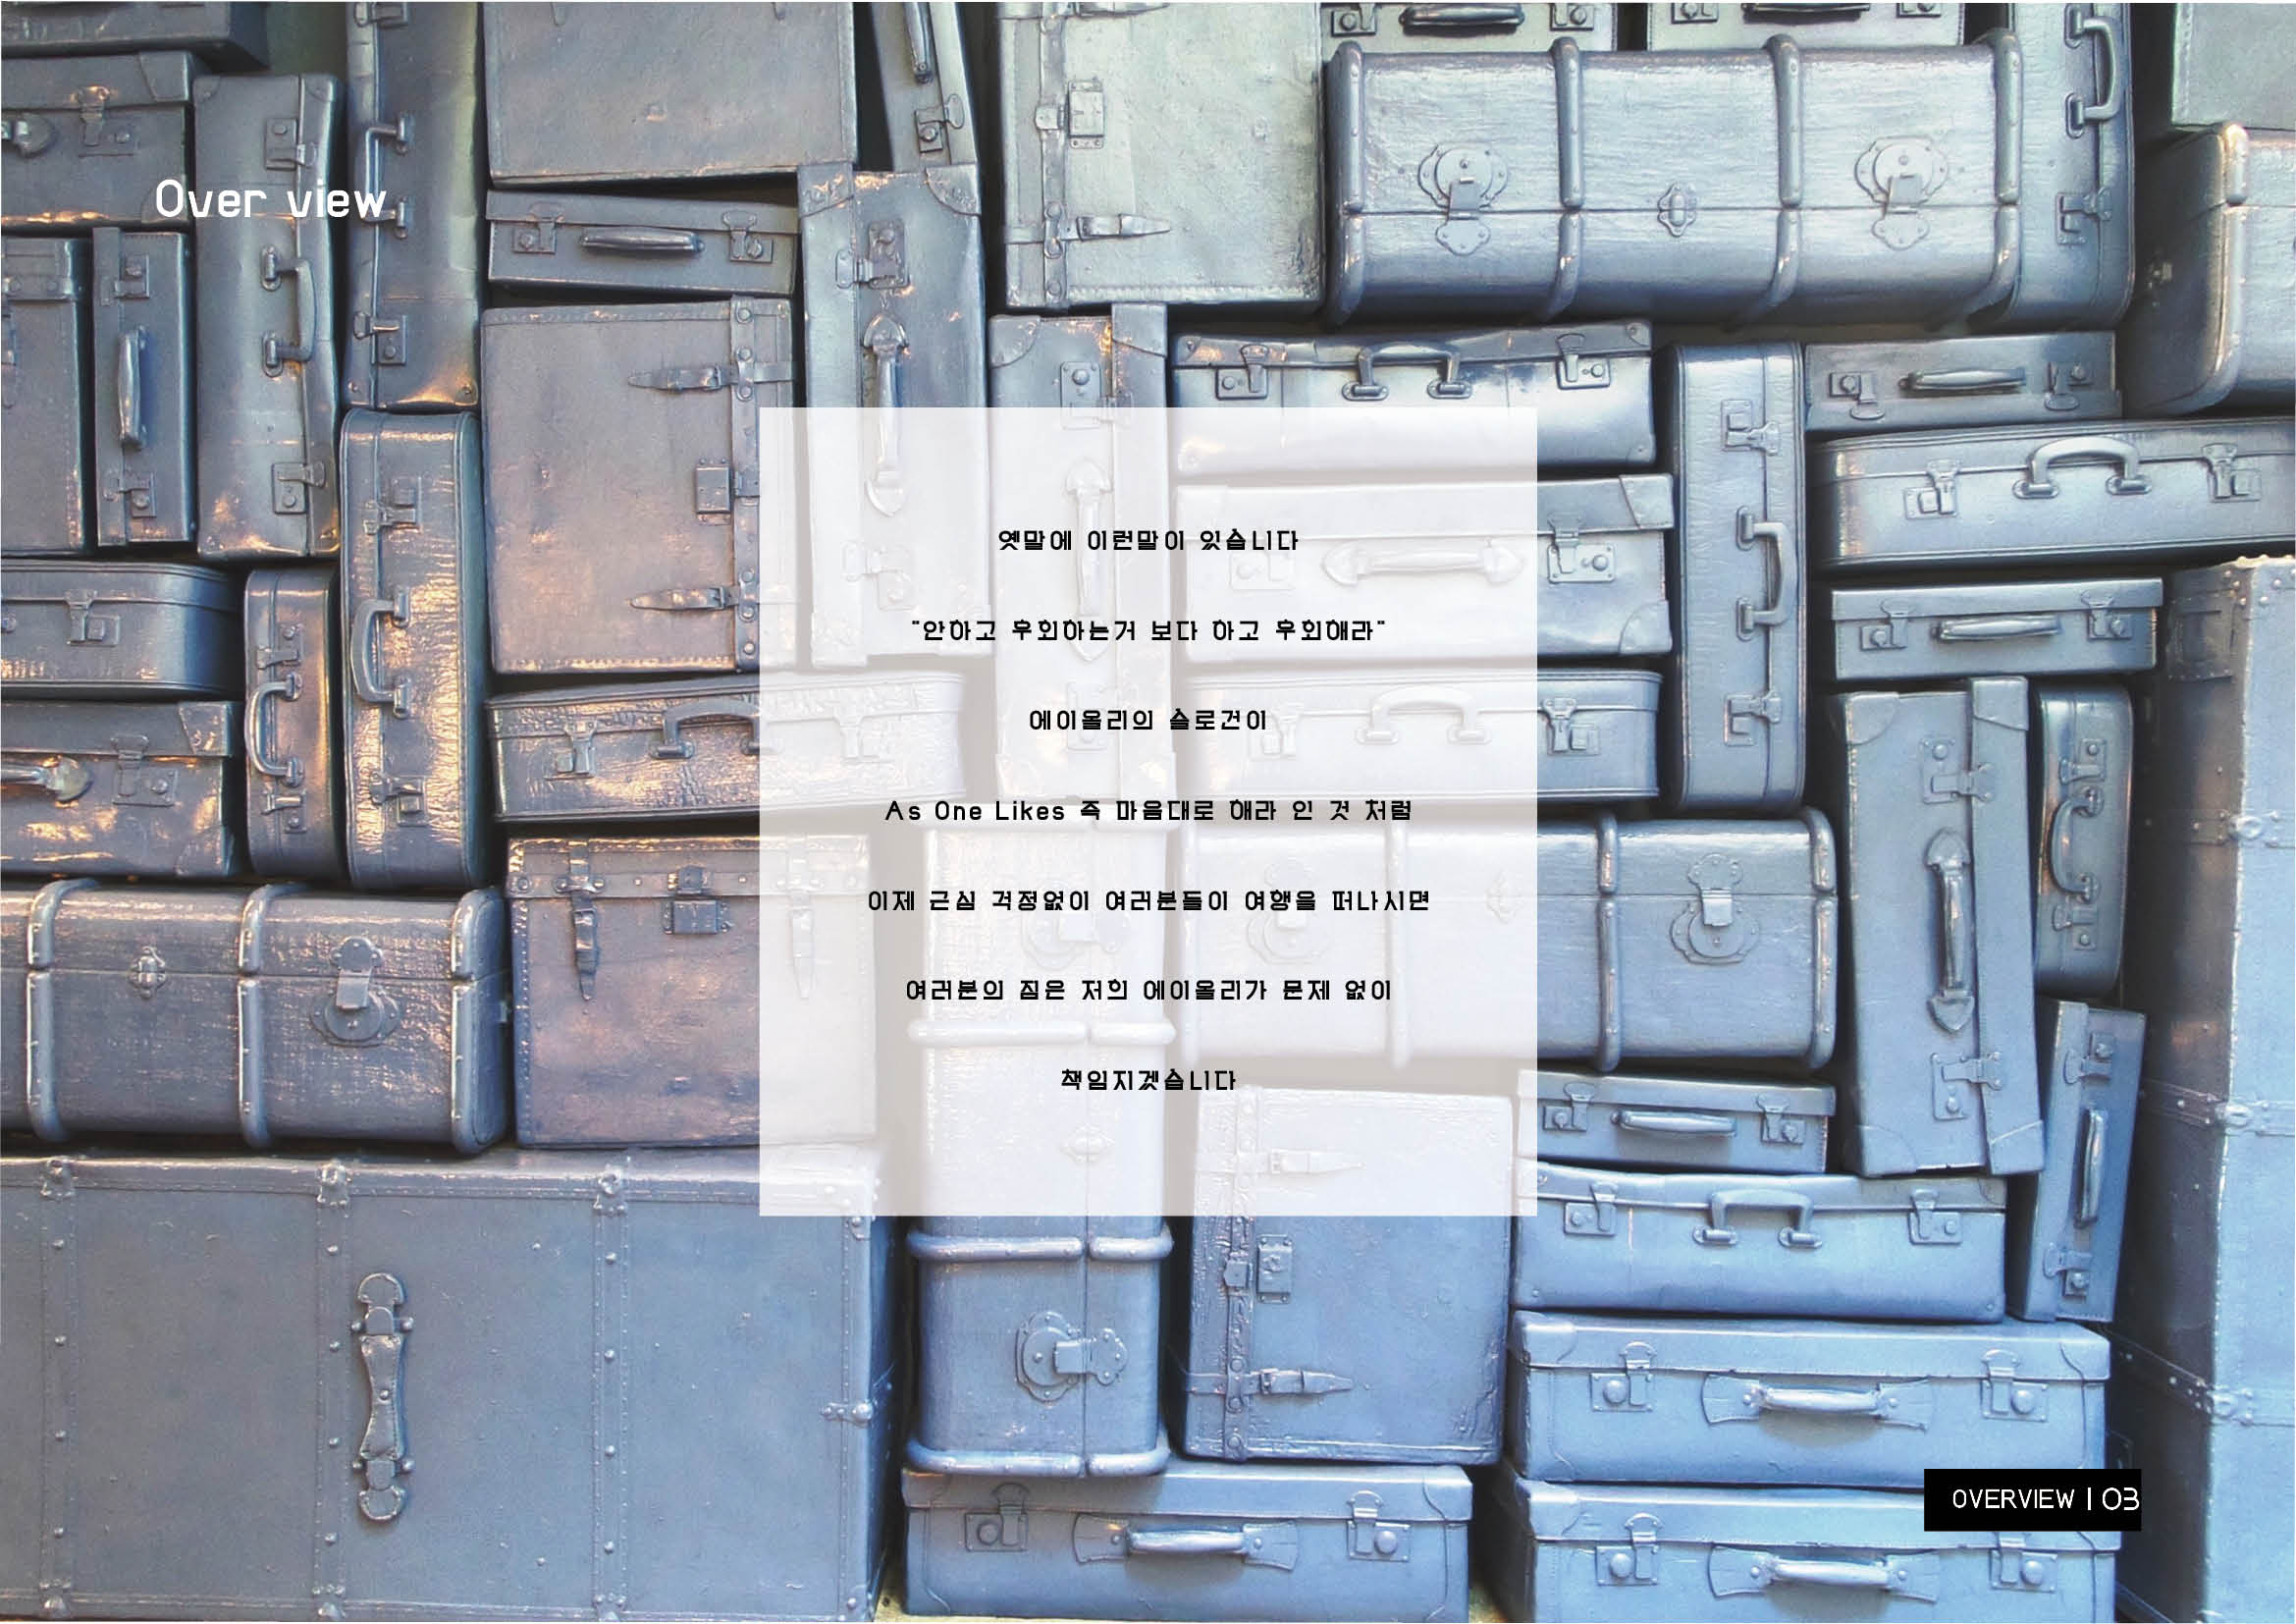 Over view
옛말에 이런말이 있습니다
"안하고 후회하는거 보다 하고 후회해라"
에이올리의 슬로건이
As One Likes 즉 마음대로 해라 인 것 처럼
이제 근심 걱정없이 여러분들이 여행을 떠나시면
여러분의 짐은 저희 에이올리가 문제 없이
책임지겠습니다
OVERVIEW | 03